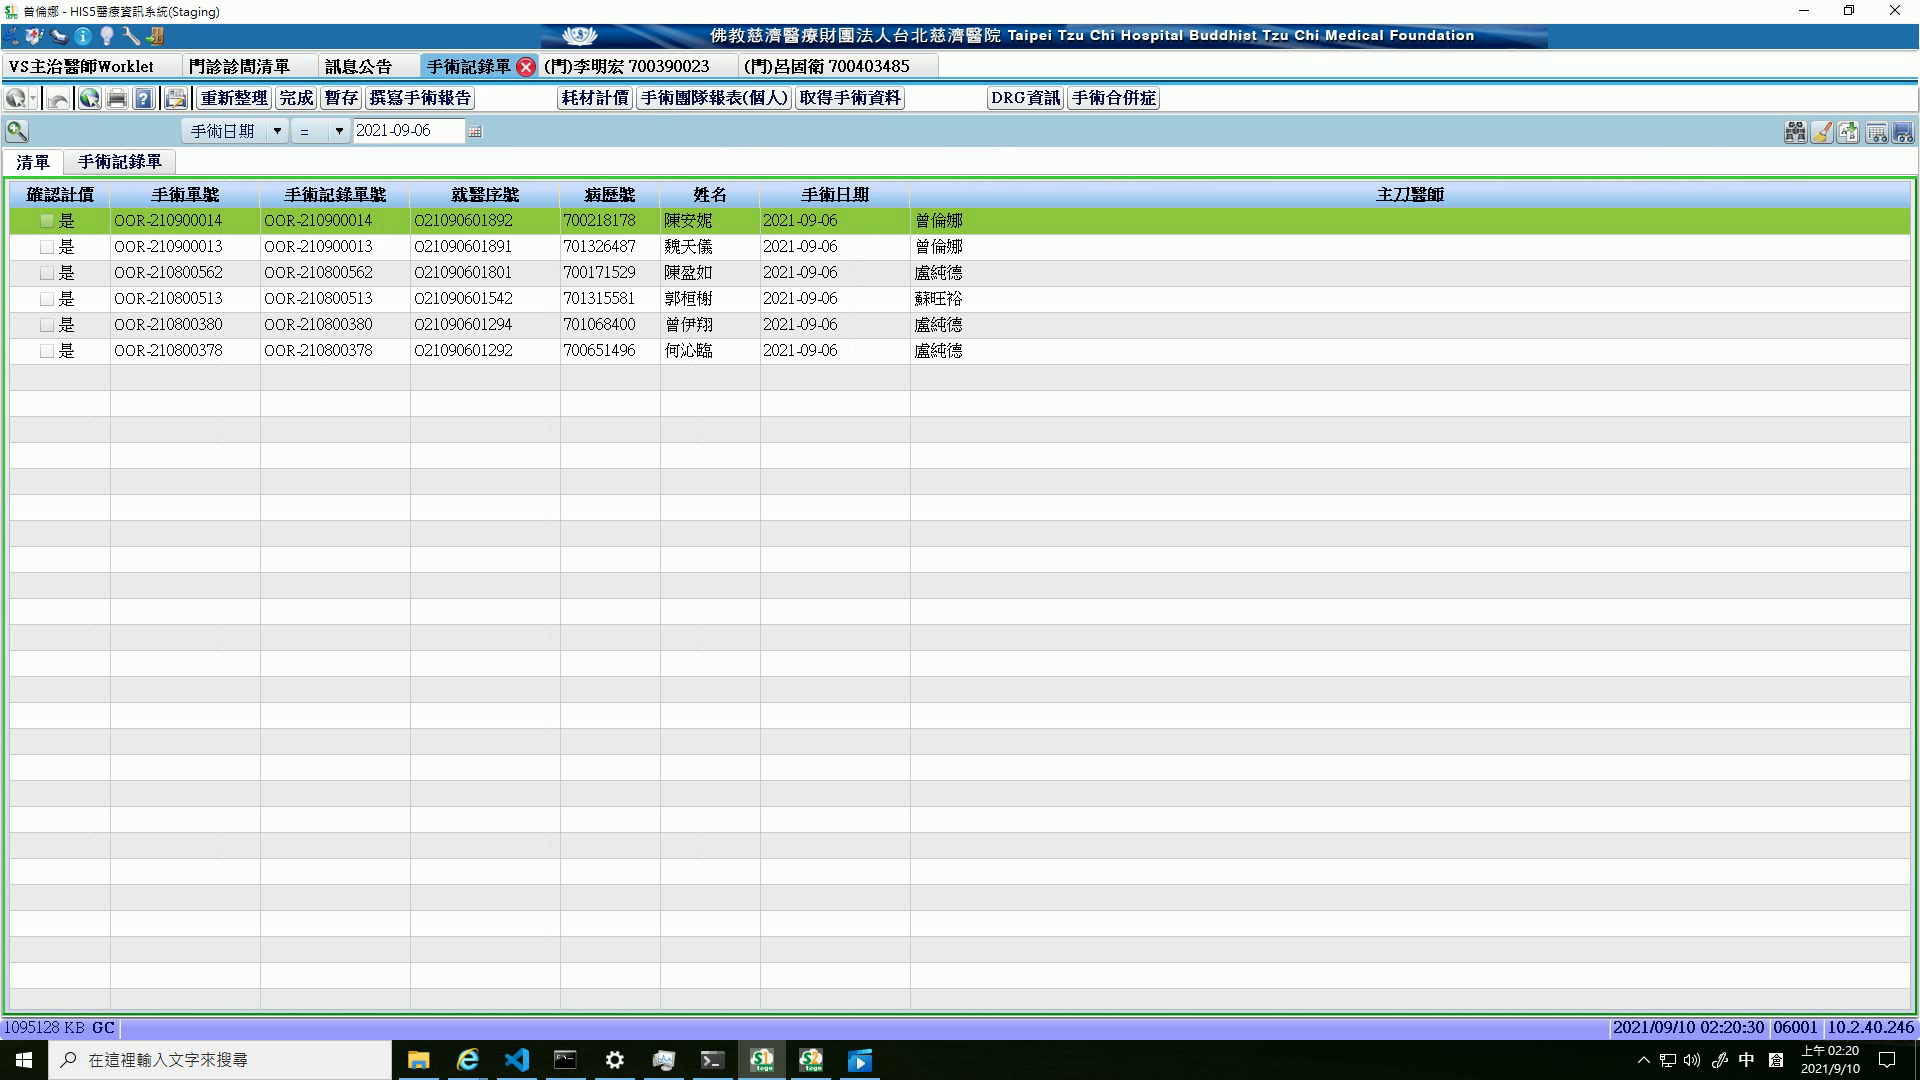 曾倫娜 - HIS5醫療資訊系統(Staging)
佛教慈濟醫療財團法人台北慈濟醫院 Taipei Tzu Chi Hospital Buddhist Tzu Chi Medical Foundation
VS主治醫師Worklet 門診診間清單 訊息公告 手術記錄單 (門)李明宏 700390023 (門)呂固衛 700403485
重新整理 完成 暫存 撰寫手術報告 耗材計價 手術團隊報表(個人) 取得手術資料 DRG資訊 手術合併症
手術日期 = 2021-09-06
清單 手術記錄單
確認計價 手術單號 手術記錄單號 就醫序號 病歷號 姓名 手術日期 主刀醫師
是 OOR-210900014 OOR-210900014 O21090601892 700218178 陳安妮 2021-09-06 曾倫娜
是 OOR-210900013 OOR-210900013 O21090601891 701326487 魏天儀 2021-09-06 曾倫娜
是 OOR-210800562 OOR-210800562 O21090601801 700171529 陳盈如 2021-09-06 盧純德
是 OOR-210800513 OOR-210800513 O21090601542 701315581 郭桓榭 2021-09-06 蘇旺裕
是 OOR-210800380 OOR-210800380 O21090601294 701068400 曾伊翔 2021-09-06 盧純德
是 OOR-210800378 OOR-210800378 O21090601292 700651496 何沁臨 2021-09-06 盧純德
1095128 KB GC 2021/09/10 02:20:30 06001 10.2.40.246
在這裡輸入文字來搜尋 中 倉 上午 02:20
2021/9/10